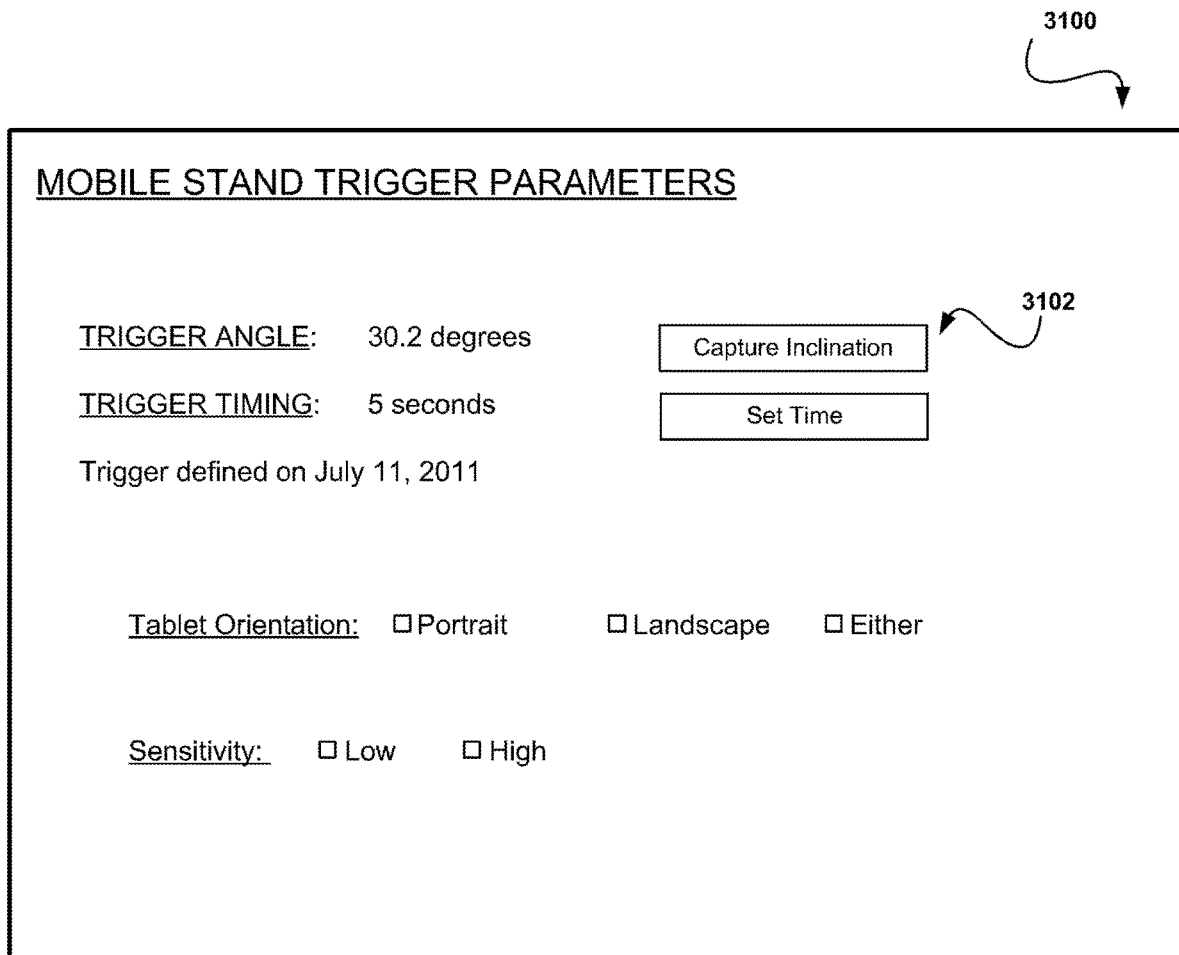 3100
MOBILE STAND TRIGGER PARAMETERS
3102
TRIGGER ANGLE: 30.2 degrees Capture Inclination
TRIGGER TIMING: 5 seconds Set Time
Trigger defined on July 11, 2011
Tablet Orientation: Portrait Landscape Either
Sensitivity: Low High